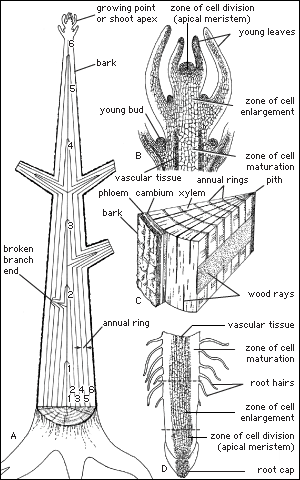 growing point
or shoot apex
6
bark
5
4
3
broken
branch
end
2
annual ring
1
2 4 6
1 3 5
A
zone of cell division
(apical meristem)
young leaves
zone of cell
enlargement
young bud
B
zone of cell
maturation
vascular tissue
annual rings
pith
phloem cambium xylem
bark
C
wood rays
vascular tissue
zone of cell
maturation
root hairs
zone of cell
enlargement
zone of cell division
(apical meristem)
D
root cap